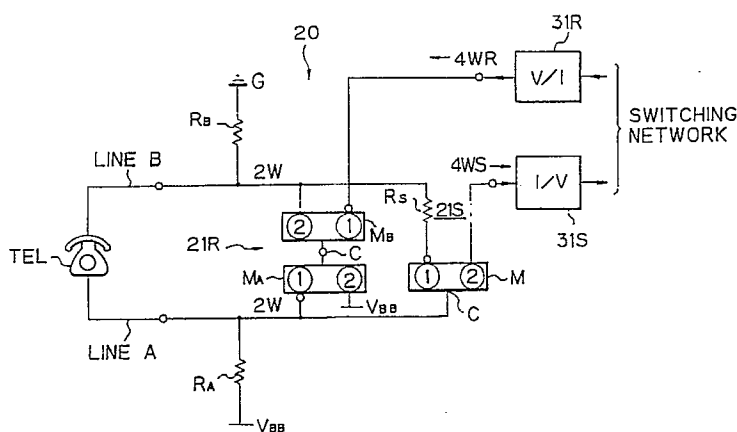 20
31R
4WR
V/I
G
RB
SWITCHING
NETWORK
LINE B
2W
4WS
I/V
RS
21S
31S
2
1
MB
21R
C
TEL
MA
1
2
1
2
M
2W
VBB
C
LINE A
RA
VBB